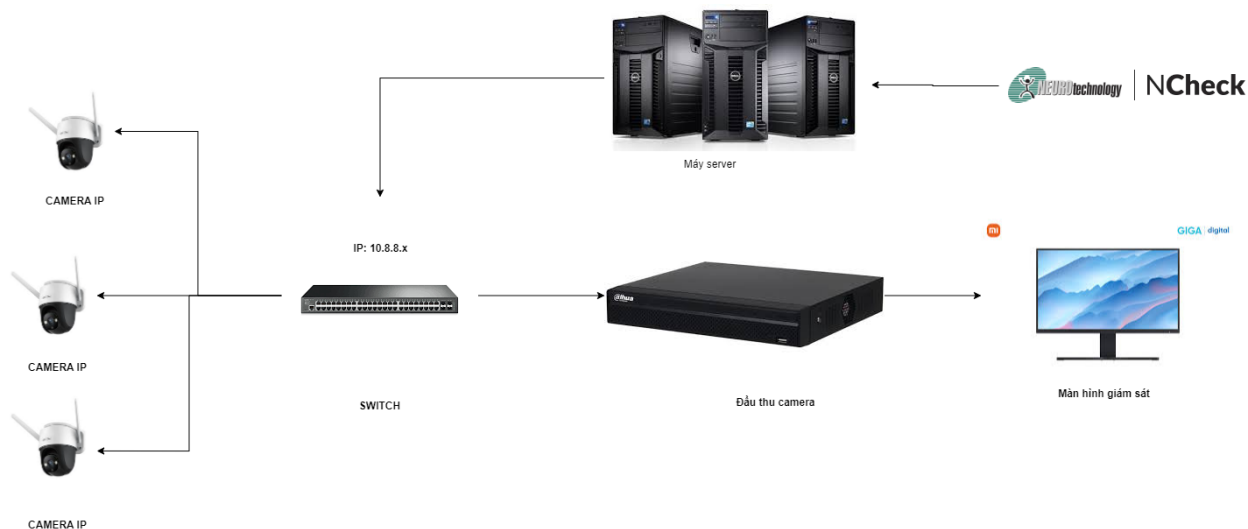 NEUROtechnology | NCheck
Máy server
CAMERA IP
IP: 10.8.8.x
GIGA digital
alhua
CAMERA IP
SWITCH
Đầu thu camera
Màn hình giám sát
CAMERA IP